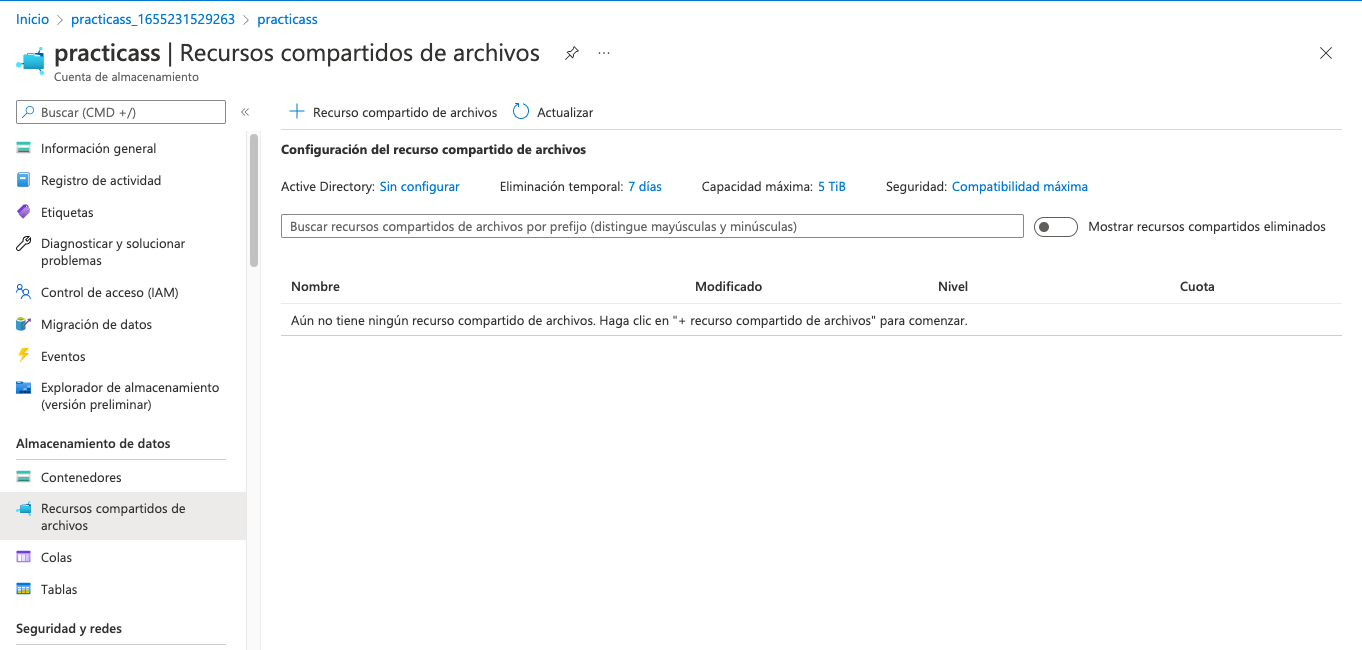 Inicio > practicass_1655231529263 > practicass
practicass | Recursos compartidos de archivos ...
Cuenta de almacenamiento
Buscar (CMD +/) «
+ Recurso compartido de archivos Actualizar
Información general
Registro de actividad
Etiquetas
Diagnosticar y solucionar
problemas
Control de acceso (IAM)
Migración de datos
Eventos
Explorador de almacenamiento
(versión preliminar)
Almacenamiento de datos
Contenedores
Recursos compartidos de
archivos
Colas
Tablas
Seguridad y redes
Configuración del recurso compartido de archivos
Active Directory: Sin configurar Eliminación temporal: 7 días Capacidad máxima: 5 TiB Seguridad: Compatibilidad máxima
Buscar recursos compartidos de archivos por prefijo (distingue mayúsculas y minúsculas) Mostrar recursos compartidos eliminados
Nombre Modificado Nivel Cuota
Aún no tiene ningún recurso compartido de archivos. Haga clic en "+ recurso compartido de archivos" para comenzar.